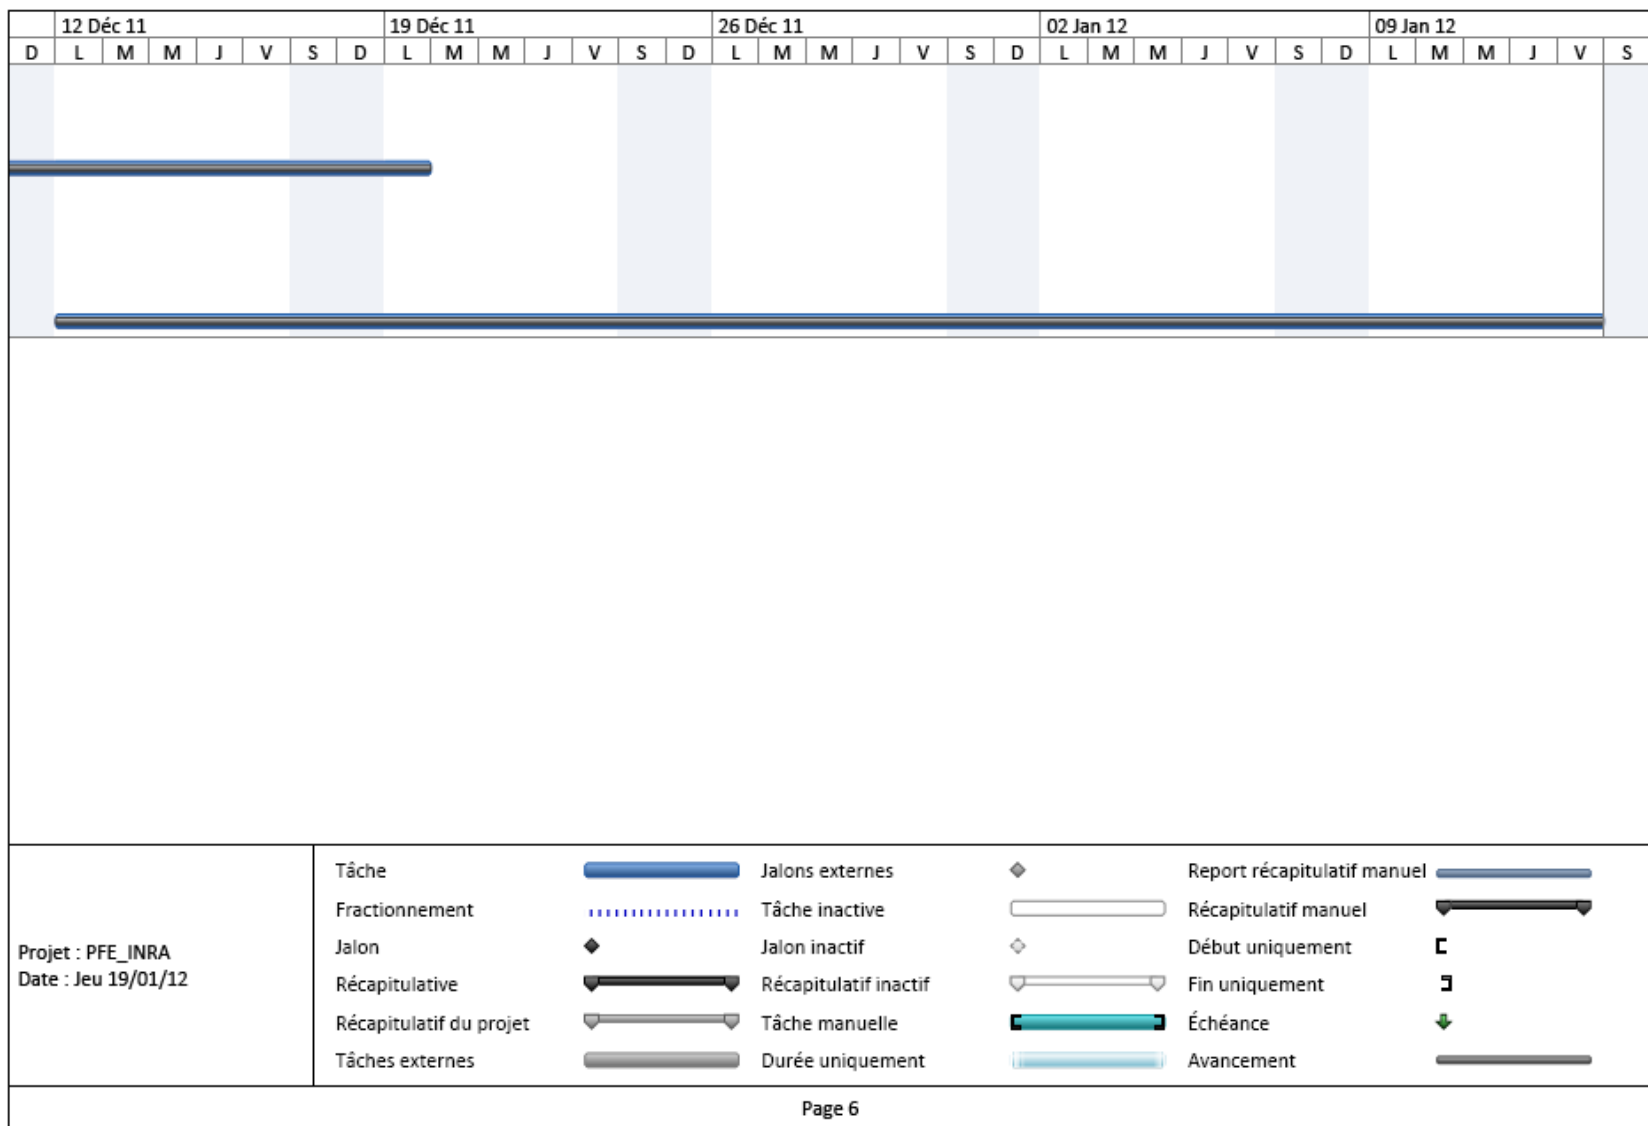 12 Déc 11 19 Déc 11 26 Déc 11 02 Jan 12 09 Jan 12
D L M M J V S D L M M J V S D L M M J V S D L M M J V S D L M M J V S
Tâche Jalons externes Report récapitulatif manuel
Fractionnement Tâche inactive Récapitulatif manuel
Jalon Jalon inactif Début uniquement
Projet : PFE_INRA
Date : Jeu 19/01/12
Récapitulative Récapitulatif inactif Fin uniquement
Récapitulatif du projet Tâche manuelle Échéance
Tâches externes Durée uniquement Avancement
Page 6